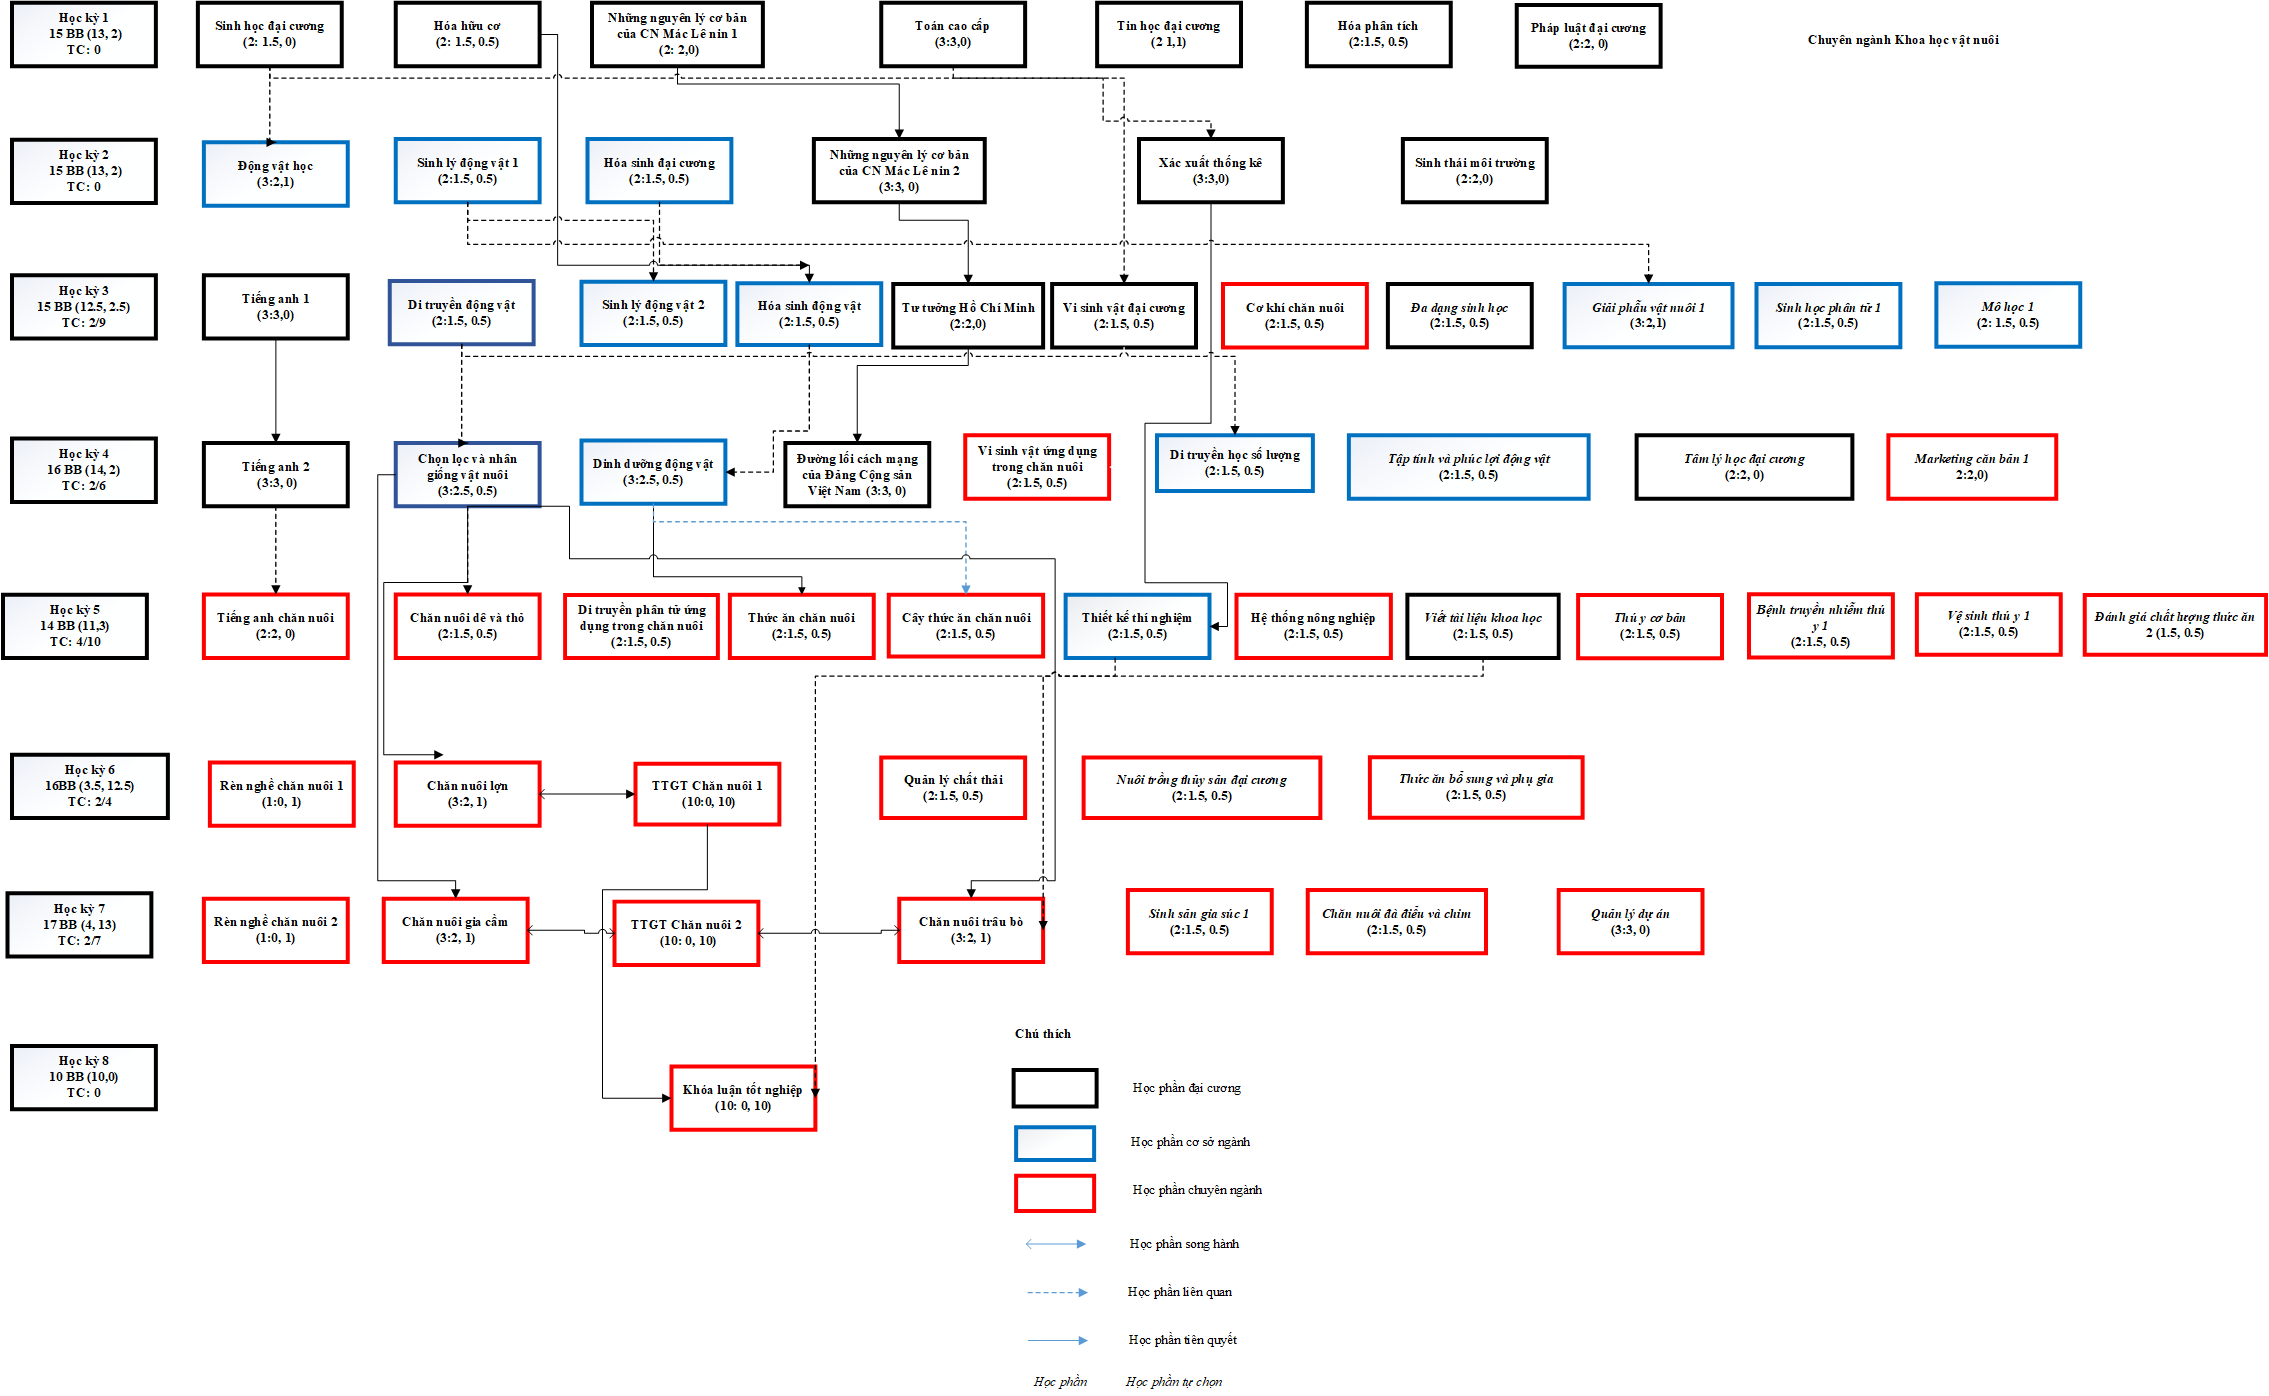 Học kỳ 1
15 BB (13, 2)
TC: 0
Sinh học đại cương
(2: 1.5, 0)
Hóa hữu cơ
(2: 1.5, 0.5)
Những nguyên lý cơ bản
của CN Mác Lê nin 1
(2: 2,0)
Toán cao cấp
(3:3,0)
Tin học đại cương
(2 1,1)
Hóa phân tích
(2:1.5, 0.5)
Pháp luật đại cương
(2:2, 0)
Chuyên ngành Khoa học vật nuôi
Học kỳ 2
15 BB (13, 2)
TC: 0
Động vật học
(3:2,1)
Sinh lý động vật 1
(2:1.5, 0.5)
Hóa sinh đại cương
(2:1.5, 0.5)
Những nguyên lý cơ bản
của CN Mác Lê nin 2
(3:3, 0)
Xác xuất thống kê
(3:3,0)
Sinh thái môi trường
(2:2,0)
Học kỳ 3
15 BB (12.5, 2.5)
TC: 2/9
Tiếng anh 1
(3:3,0)
Di truyền động vật
(2:1.5, 0.5)
Sinh lý động vật 2
(2:1.5, 0.5)
Hóa sinh động vật
(2:1.5, 0.5)
Tư tưởng Hồ Chí Minh
(2:2,0)
Vi sinh vật đại cương
(2:1.5, 0.5)
Cơ khí chăn nuôi
(2:1.5, 0.5)
Đa dạng sinh học
(2:1.5, 0.5)
Giải phẫu vật nuôi 1
(3:2,1)
Sinh học phân tử 1
(2:1.5, 0.5)
Mô học 1
(2: 1.5, 0.5)
Học kỳ 4
16 BB (14, 2)
TC: 2/6
Tiếng anh 2
(3:3, 0)
Chọn lọc và nhân
giống vật nuôi
(3:2.5, 0.5)
Dinh dưỡng động vật
(3:2.5, 0.5)
Đường lối cách mạng
của Đảng Cộng sản
Việt Nam (3:3, 0)
Vi sinh vật ứng dụng
trong chăn nuôi
(2:1.5, 0.5)
Di truyền học số lượng
(2:1.5, 0.5)
Tập tính và phúc lợi động vật
(2:1.5, 0.5)
Tâm lý học đại cương
(2:2, 0)
Marketing căn bản 1
2:2,0)
Học kỳ 5
14 BB (11,3)
TC: 4/10
Tiếng anh chăn nuôi
(2:2, 0)
Chăn nuôi dê và thỏ
(2:1.5, 0.5)
Di truyền phân tử ứng
dụng trong chăn nuôi
(2:1.5, 0.5)
Thức ăn chăn nuôi
(2:1.5, 0.5)
Cây thức ăn chăn nuôi
(2:1.5, 0.5)
Thiết kế thí nghiệm
(2:1.5, 0.5)
Hệ thống nông nghiệp
(2:1.5, 0.5)
Viết tài liệu khoa học
(2:1.5, 0.5)
Thú y cơ bản
(2:1.5, 0.5)
Bệnh truyền nhiễm thú
y 1
(2:1.5, 0.5)
Vệ sinh thú y 1
(2:1.5, 0.5)
Đánh giá chất lượng thức ăn
2 (1.5, 0.5)
Học kỳ 6
16BB (3.5, 12.5)
TC: 2/4
Rèn nghề chăn nuôi 1
(1:0, 1)
Chăn nuôi lợn
(3:2, 1)
TTGT Chăn nuôi 1
(10:0, 10)
Quản lý chất thải
(2:1.5, 0.5)
Nuôi trồng thủy sản đại cương
(2:1.5, 0.5)
Thức ăn bổ sung và phụ gia
(2:1.5, 0.5)
Học kỳ 7
17 BB (4, 13)
TC: 2/7
Rèn nghề chăn nuôi 2
(1:0, 1)
Chăn nuôi gia cầm
(3:2, 1)
TTGT Chăn nuôi 2
(10: 0, 10)
Chăn nuôi trâu bò
(3:2, 1)
Sinh sản gia súc 1
(2:1.5, 0.5)
Chăn nuôi đà điểu và chim
(2:1.5, 0.5)
Quản lý dự án
(3:3, 0)
Học kỳ 8
10 BB (10,0)
TC: 0
Khóa luận tốt nghiệp
(10: 0, 10)
Chú thích
Học phần đại cương
Học phần cơ sở ngành
Học phần chuyên ngành
Học phần song hành
Học phần liên quan
Học phần tiên quyết
Học phần Học phần tự chọn